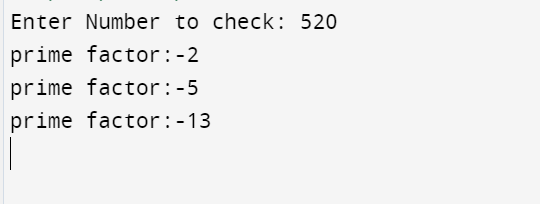 Enter Number to check: 520
prime factor:-2
prime factor:-5
prime factor:-13